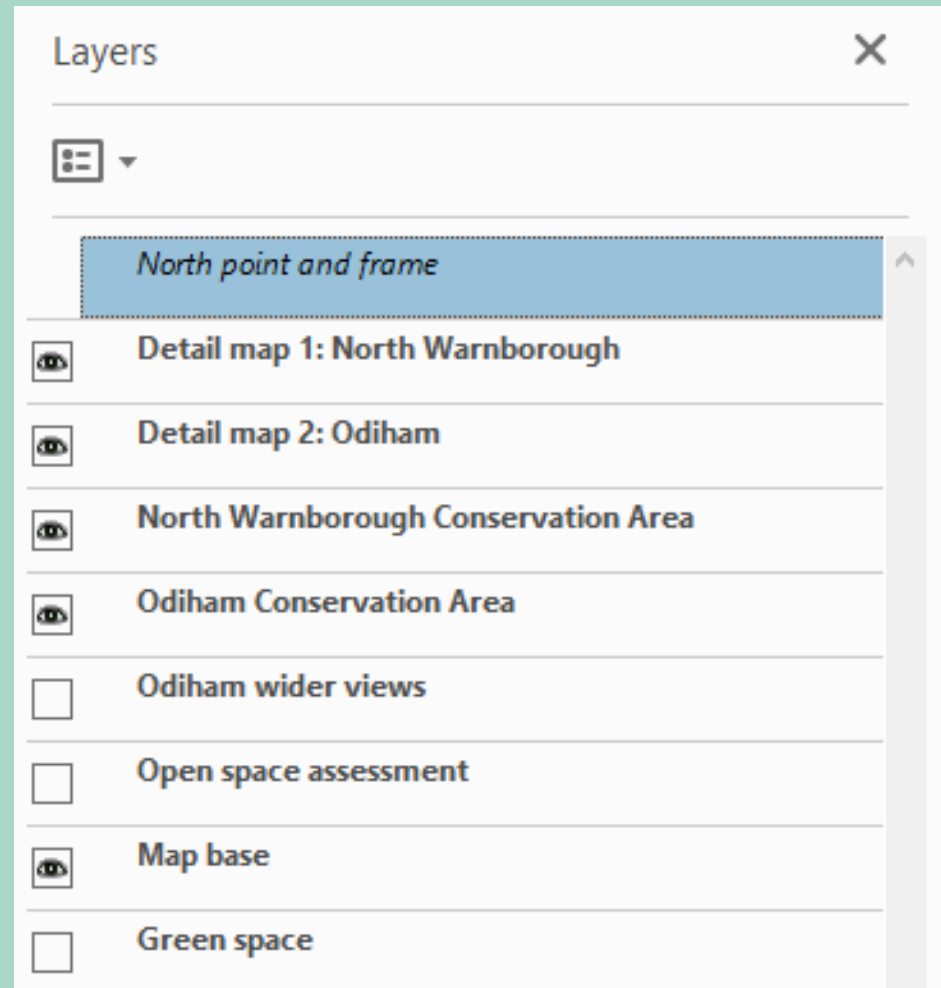 Layers
North point and frame
Detail map 1: North Warnborough
Detail map 2: Odiham
North Warnborough Conservation Area
Odiham Conservation Area
Odiham wider views
Open space assessment
Map base
Green space